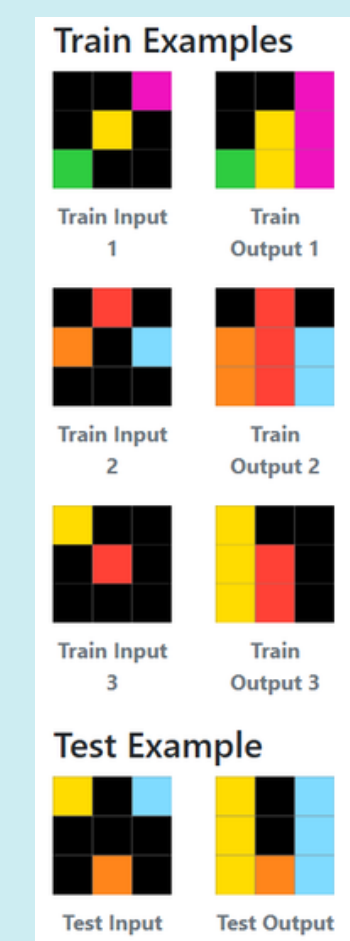 Train Examples
Train Input
1
Train
Output 1
Train Input
2
Train
Output 2
Train Input
3
Train
Output 3
Test Example
Test Input
Test Output